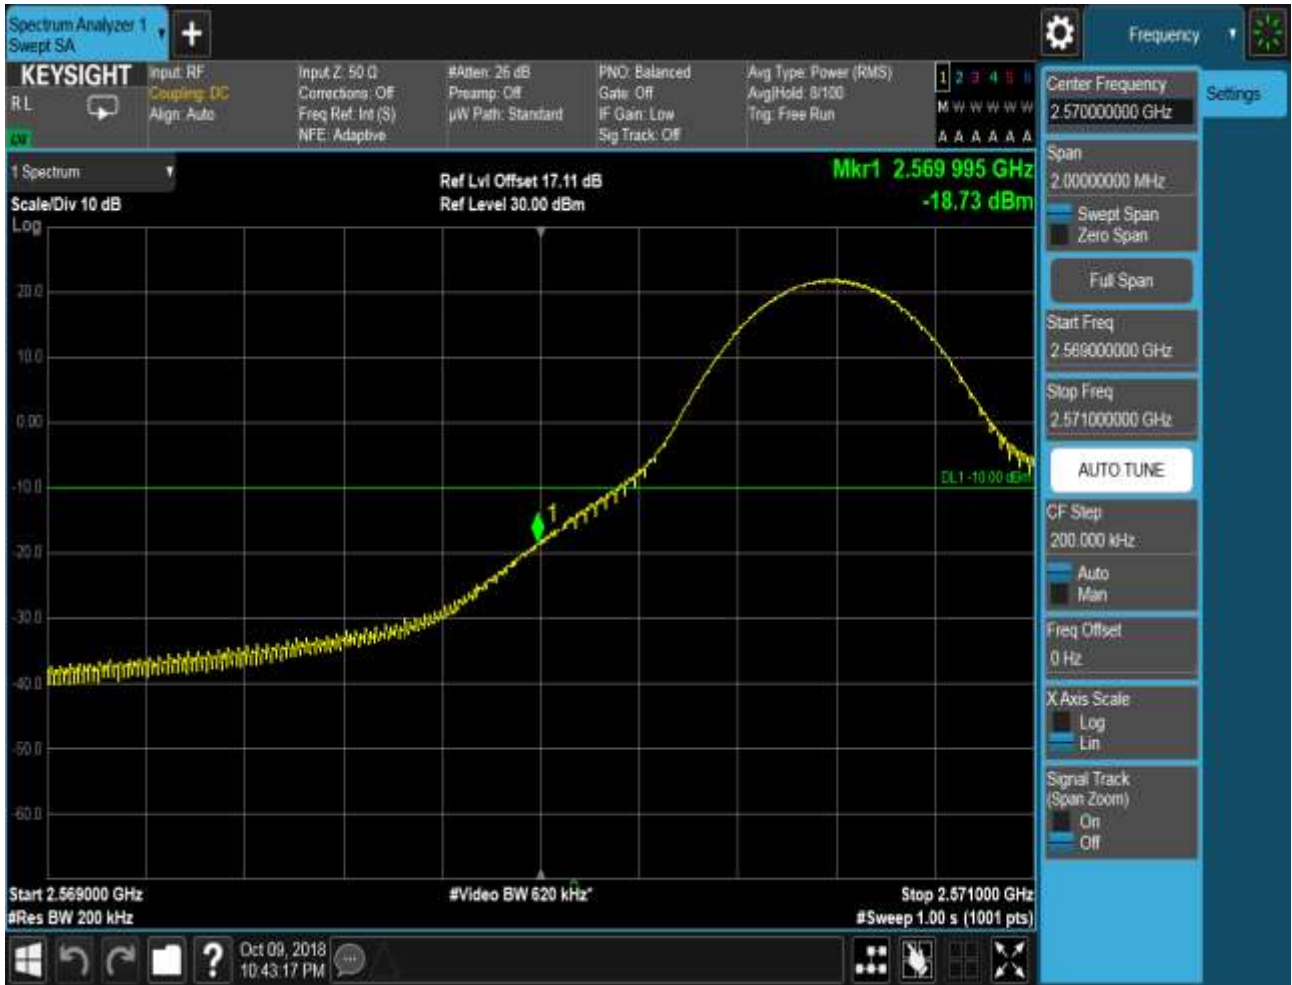 Spectrum Analyzer 1
Swept SA
+
Frequency
KEYSIGHT
R L
Input: RF
Coupling: DC
Align: Auto
Input Z: 50 Ω
Corrections: Off
Freq Ref: Int (S)
NFE: Adaptive
#Atten: 26 dB
Preamp: Off
µW Path: Standard
PNO: Balanced
Gate: Off
IF Gain: Low
Sig Track: Off
Avg Type: Power (RMS)
Avg|Hold: 8/100
Trig: Free Run
1 2 3 4 5 6
M W W W W W
A A A A A A
1 Spectrum
Scale/Div 10 dB
Log
Ref Lvl Offset 17.11 dB
Ref Level 30.00 dBm
Mkr1 2.569 995 GHz
-18.73 dBm
20.0
10.0
0.00
-10.0
-20.0
-30.0
-40.0
-50.0
-60.0
1
DL1 -10.00 dBm
Start 2.569000 GHz
#Res BW 200 kHz
#Video BW 620 kHz*
Stop 2.571000 GHz
#Sweep 1.00 s (1001 pts)
Center Frequency
2.570000000 GHz
Settings
Span
2.00000000 MHz
Swept Span
Zero Span
Full Span
Start Freq
2.569000000 GHz
Stop Freq
2.571000000 GHz
AUTO TUNE
CF Step
200.000 kHz
Auto
Man
Freq Offset
0 Hz
X Axis Scale
Log
Lin
Signal Track
(Span Zoom)
On
Off
?
Oct 09, 2018
10:43:17 PM